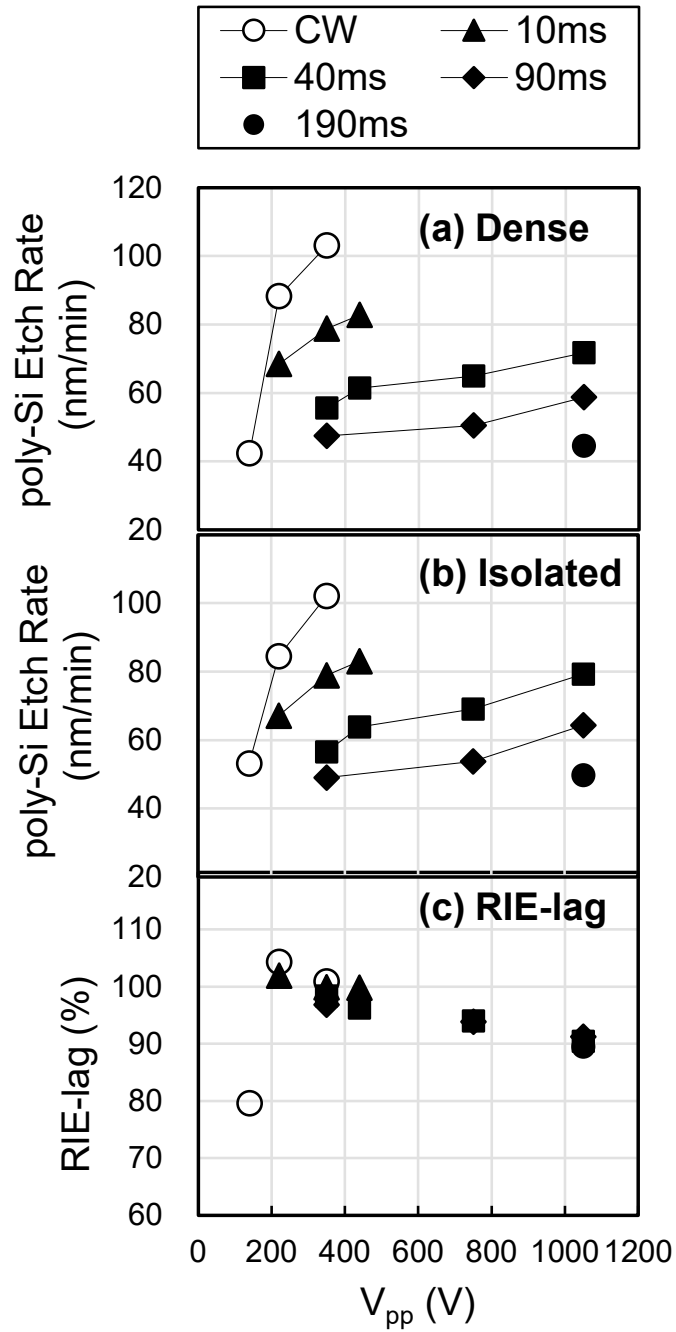 CW 10ms
40ms 90ms
190ms
(a) Dense
poly-Si Etch Rate
(nm/min)
120
100
80
60
40
20
(b) Isolated
poly-Si Etch Rate
(nm/min)
100
80
60
40
20
(c) RIE-lag
RIE-lag (%)
110
100
90
80
70
60
0 200 400 600 800 1000 1200
Vpp (V)